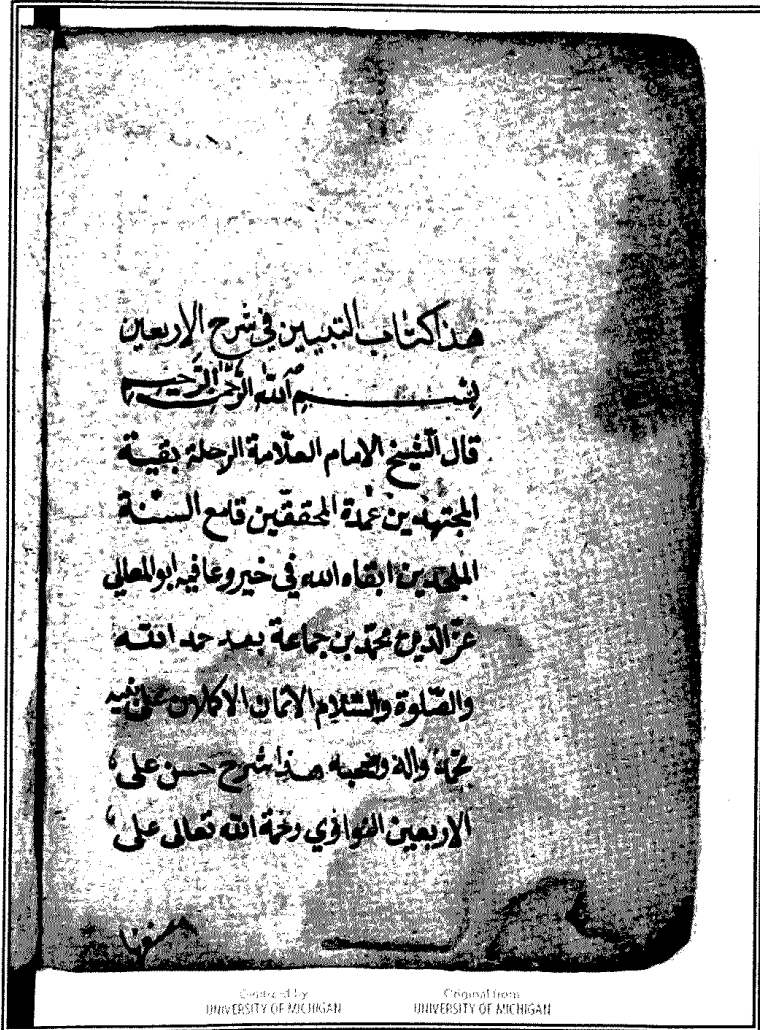 هذا كتاب التبيين في شرح الاربعين
بسم الله الرحمن الرحيم
قال الشيخ الامام العلامة الرحلة بقية
المجتهدين عمدة المحققين قامع السنة
الملحدين ابقاه الله في خير وعافيه ابو المعالي
عز الدين محمد بن جماعة بعد حمد الله
والصلوة والسلام الاتمان الاكملان على نبيه
محمد واله وصحبه هذا شرح حسن على
الاربعين النواوي رحمة الله تعالى على
مصنفها
Digitized by
UNIVERSITY OF MICHIGAN
Original from
UNIVERSITY OF MICHIGAN